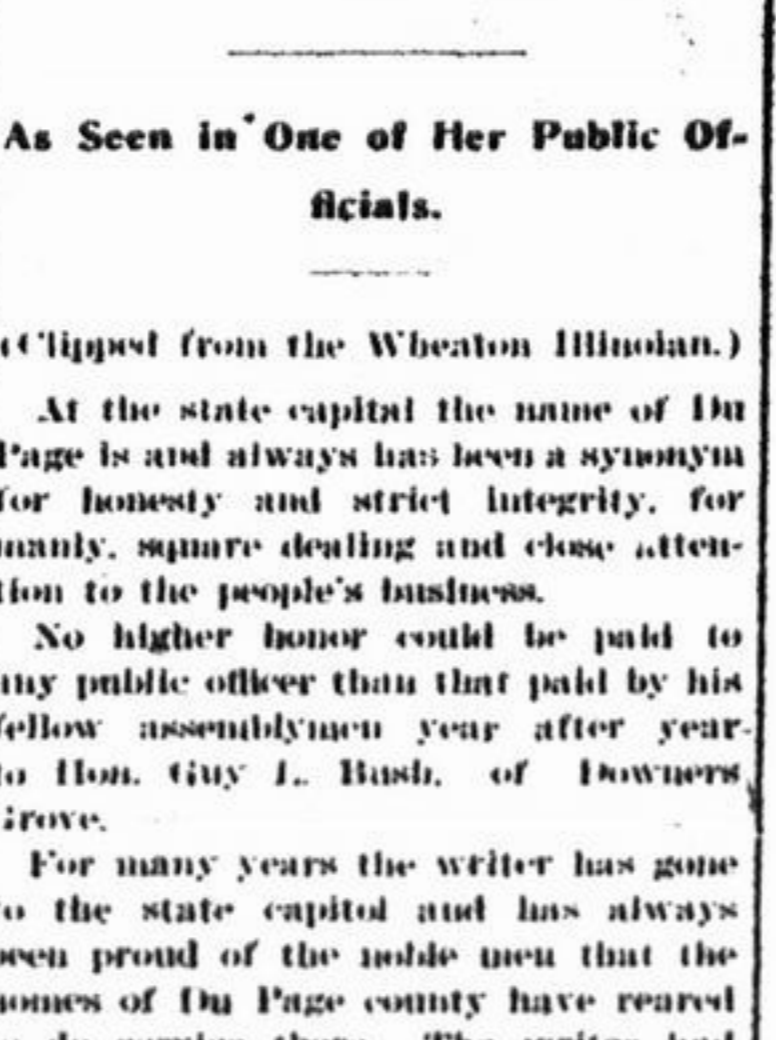 As Seen in One of Her Public Of-
ficials.
(Clipped from the Wheaton Illinoian.)
At the state capital the name of Du
Page is and always has been a synonym
for honesty and strict integrity, for
manly, square dealing and close atten-
tion to the people's business.
No higher honor could be paid to
any public officer than that paid by his
fellow assemblymen year after year
to Hon. Guy L. Bush, of Downers
Grove.
For many years the writer has gone
to the state capitol and has always
been proud of the noble men that the
homes of Du Page county have reared